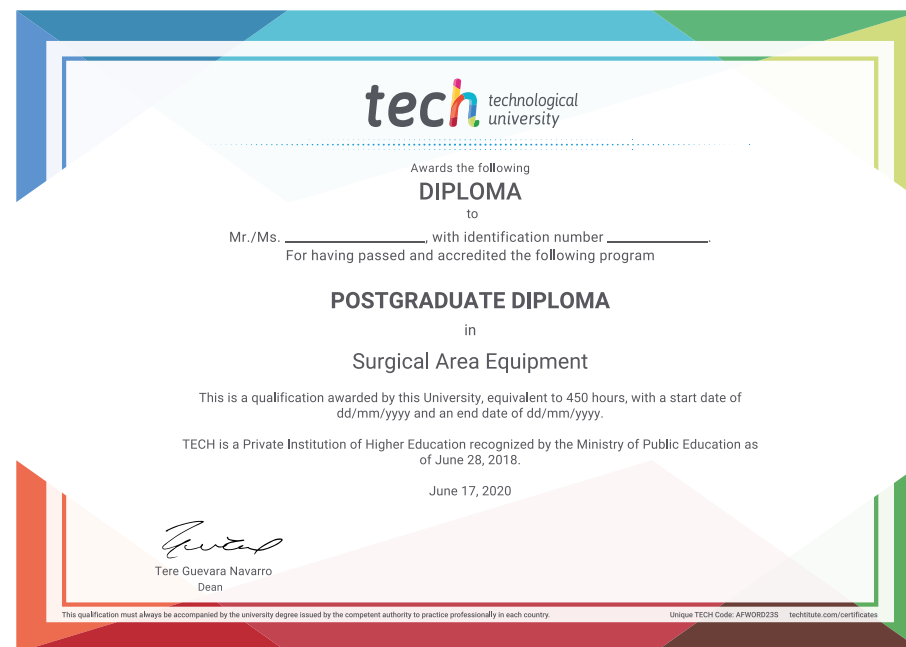 tech technological
university
Awards the following
DIPLOMA
to
Mr./Ms. ____________________, with identification number ______________.
For having passed and accredited the following program
POSTGRADUATE DIPLOMA
in
Surgical Area Equipment
This is a qualification awarded by this University, equivalent to 450 hours, with a start date of
dd/mm/yyyy and an end date of dd/mm/yyyy.
TECH is a Private Institution of Higher Education recognized by the Ministry of Public Education as
of June 28, 2018.
June 17, 2020
Tere Guevara Navarro
Dean
This qualification must always be accompanied by the university degree issued by the competent authority to practice professionally in each country. Unique TECH Code: AFWORD23S techtitute.com/certificates